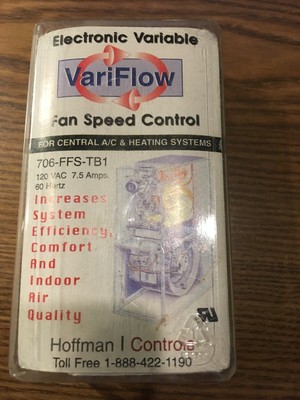 Electronic Variable
VariFlow
Fan Speed Control
FOR CENTRAL A/C & HEATING SYSTEMS
706-FFS-TB1
120 VAC 7.5 Amps.
60 Hertz
Increases
System
Efficiency,
Comfort
And
Indoor
Air
Quality
Hoffman Controls
Toll Free 1-888-422-1190